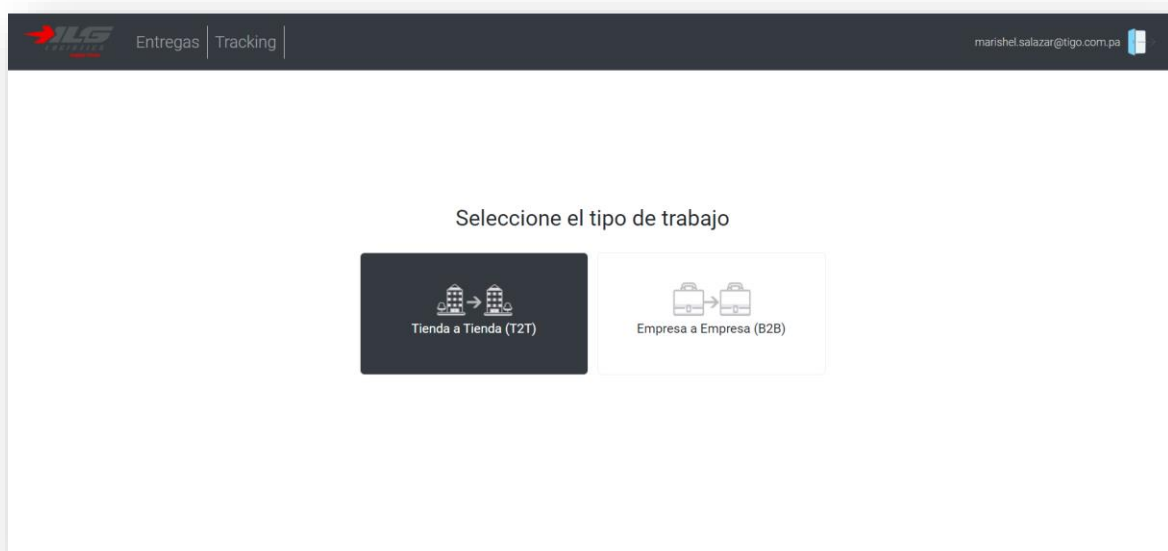 ILG
LOGISTICS
Entregas
Tracking
marishel.salazar@tigo.com.pa
Seleccione el tipo de trabajo
Tienda a Tienda (T2T)
Empresa a Empresa (B2B)